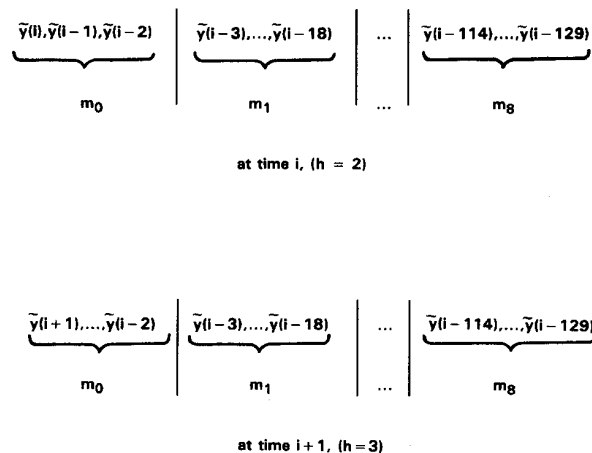 ỹ(i),ỹ(i−1),ỹ(i−2) ỹ(i−3),...,ỹ(i−18) ... ỹ(i−114),...,ỹ(i−129)
m₀ m₁ ... m₈
at time i, (h = 2)
ỹ(i+1),...,ỹ(i−2) ỹ(i−3),...,ỹ(i−18) ... ỹ(i−114),...,ỹ(i−129)
m₀ m₁ ... m₈
at time i+1, (h=3)